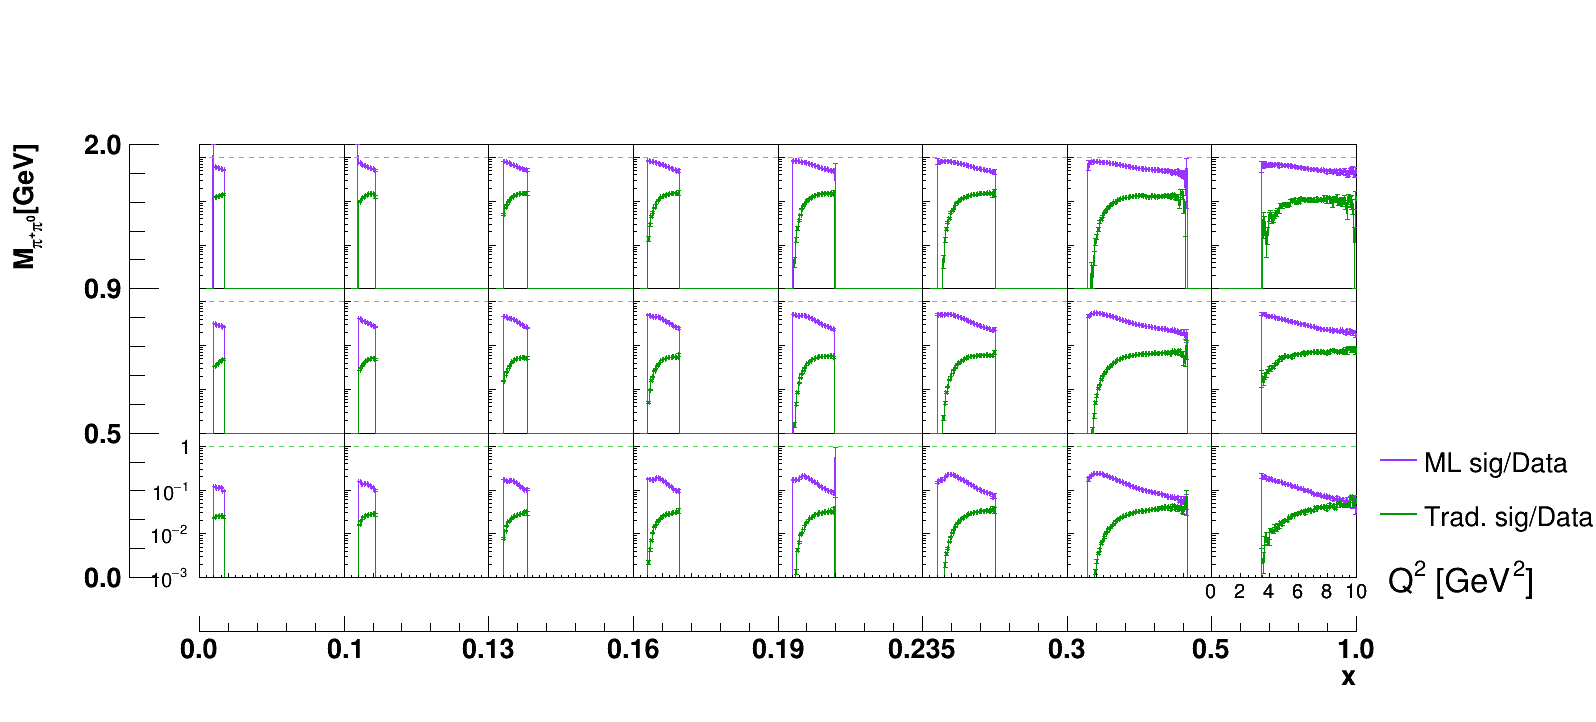 M π⁺π⁰ [GeV]
2.0
0.9
0.5
0.0
1
10⁻¹
10⁻²
10⁻³
ML sig/Data
Trad. sig/Data
Q² [GeV²]
0 2 4 6 8 10
0.0 0.1 0.13 0.16 0.19 0.235 0.3 0.5 1.0
x